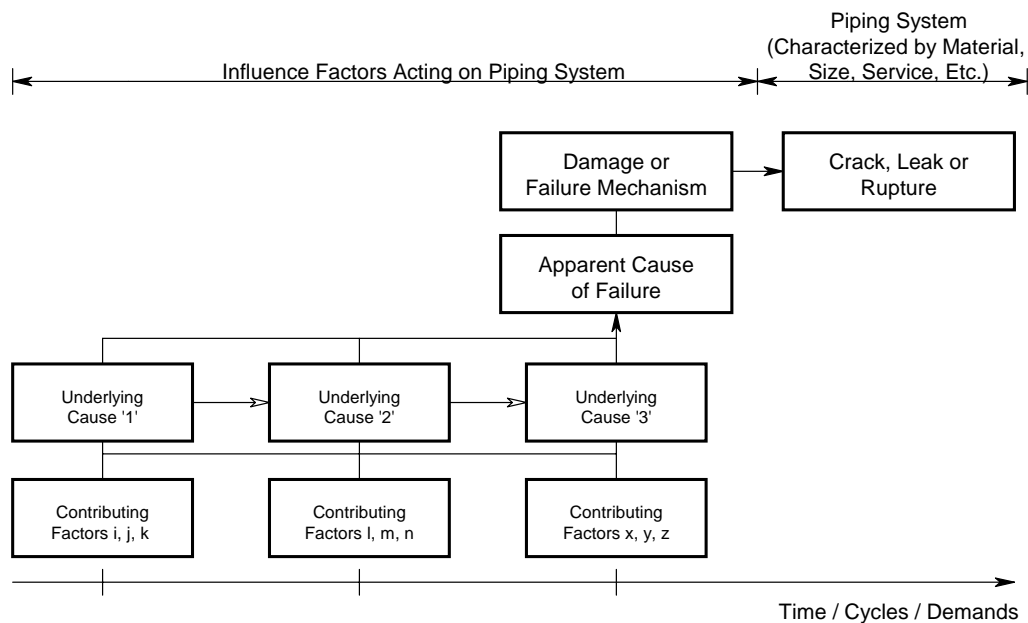 Piping System
(Characterized by Material,
Size, Service, Etc.)
Influence Factors Acting on Piping System
Damage or
Failure Mechanism
Crack, Leak or
Rupture
Apparent Cause
of Failure
Underlying
Cause '1'
Underlying
Cause '2'
Underlying
Cause '3'
Contributing
Factors i, j, k
Contributing
Factors l, m, n
Contributing
Factors x, y, z
Time / Cycles / Demands